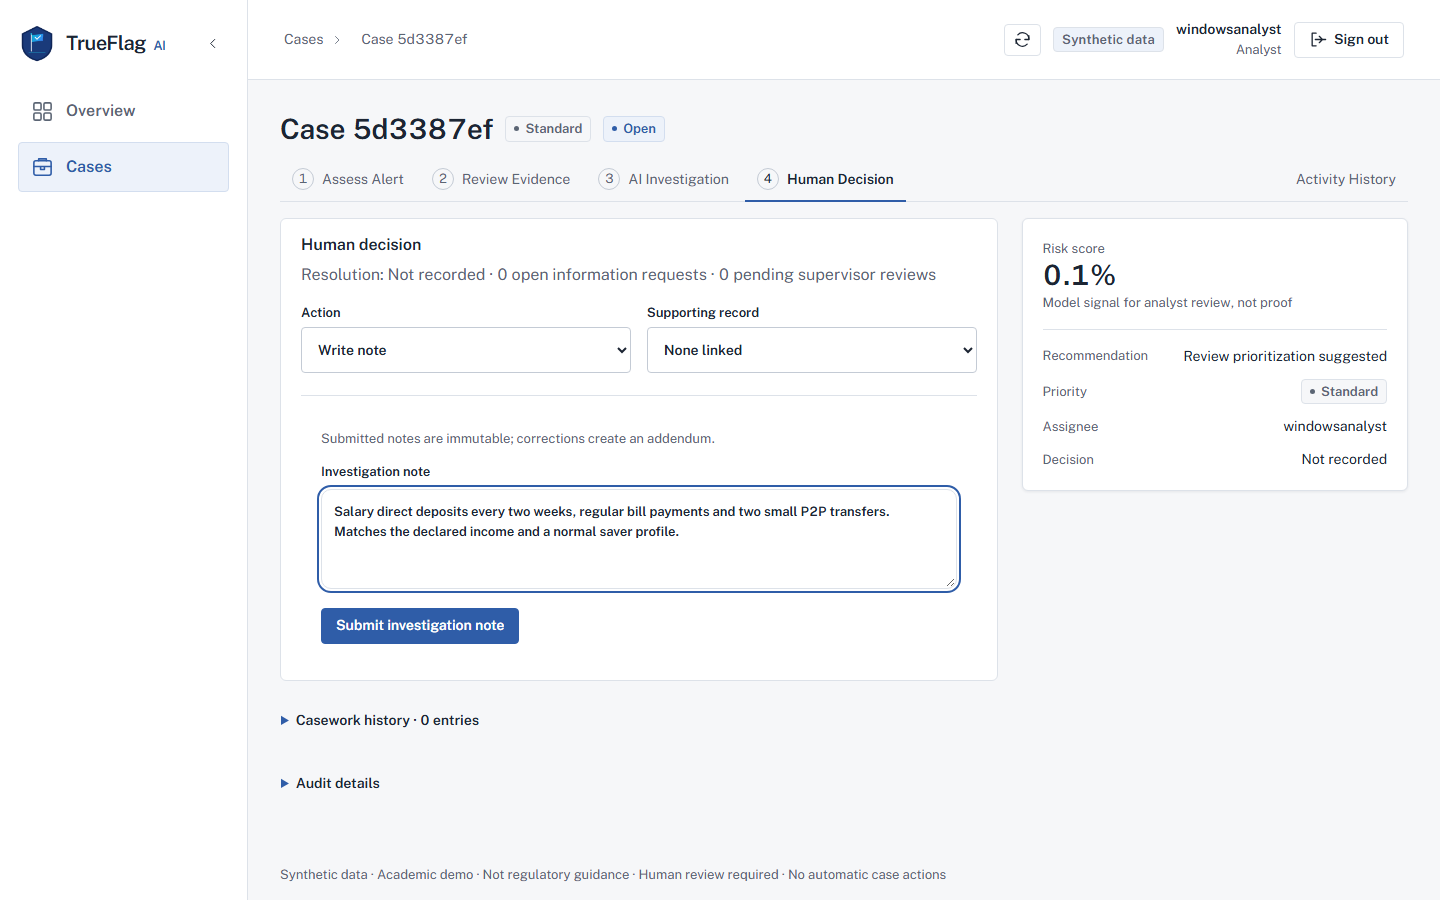 TrueFlag AI
Overview
Cases
Cases
Case 5d3387ef
Synthetic data
windowsanalyst
Analyst
Sign out
Case 5d3387ef
Standard
Open
1 Assess Alert
2 Review Evidence
3 AI Investigation
4 Human Decision
Activity History
Human decision
Resolution: Not recorded · 0 open information requests · 0 pending supervisor reviews
Action
Supporting record
Write note
None linked
Submitted notes are immutable; corrections create an addendum.
Investigation note
Salary direct deposits every two weeks, regular bill payments and two small P2P transfers.
Matches the declared income and a normal saver profile.
Submit investigation note
Risk score
0.1%
Model signal for analyst review, not proof
Recommendation Review prioritization suggested
Priority Standard
Assignee windowsanalyst
Decision Not recorded
Casework history · 0 entries
Audit details
Synthetic data · Academic demo · Not regulatory guidance · Human review required · No automatic case actions